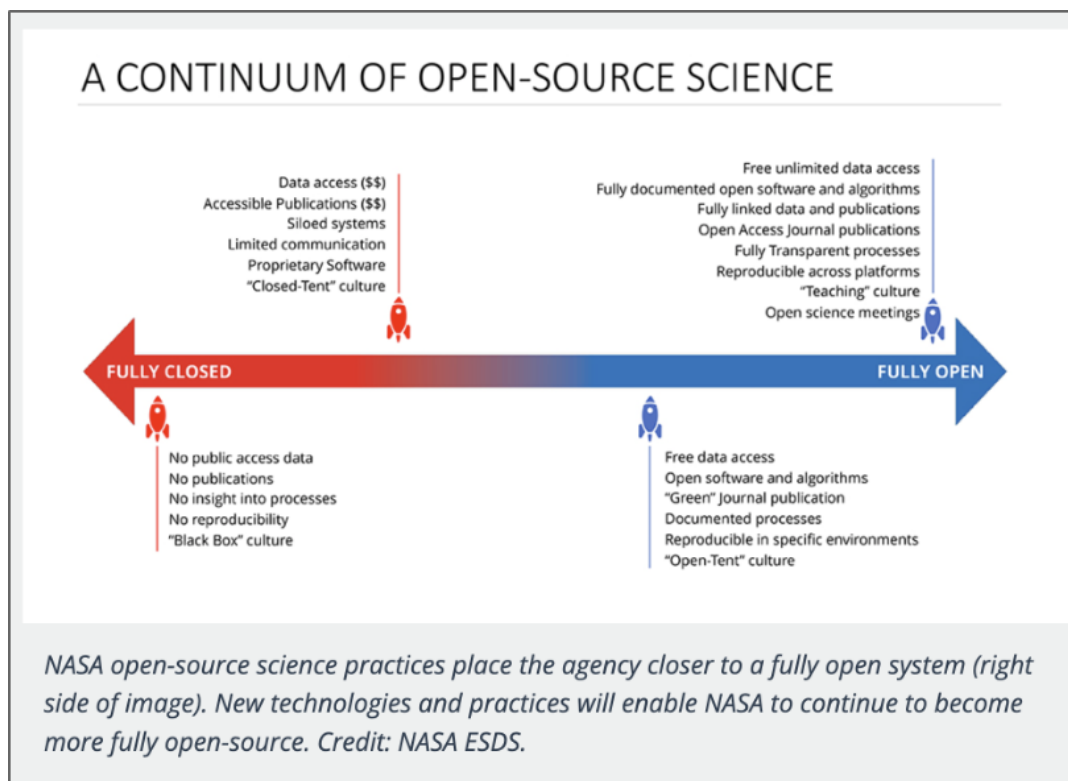 A CONTINUUM OF OPEN-SOURCE SCIENCE
Data access ($$)
Accessible Publications ($$)
Siloed systems
Limited communication
Proprietary Software
“Closed-Tent” culture
Free unlimited data access
Fully documented open software and algorithms
Fully linked data and publications
Open Access Journal publications
Fully Transparent processes
Reproducible across platforms
“Teaching” culture
Open science meetings
FULLY CLOSED
FULLY OPEN
No public access data
No publications
No insight into processes
No reproducibility
“Black Box” culture
Free data access
Open software and algorithms
“Green” Journal publication
Documented processes
Reproducible in specific environments
“Open-Tent” culture
NASA open-source science practices place the agency closer to a fully open system (right
side of image). New technologies and practices will enable NASA to continue to become
more fully open-source. Credit: NASA ESDS.